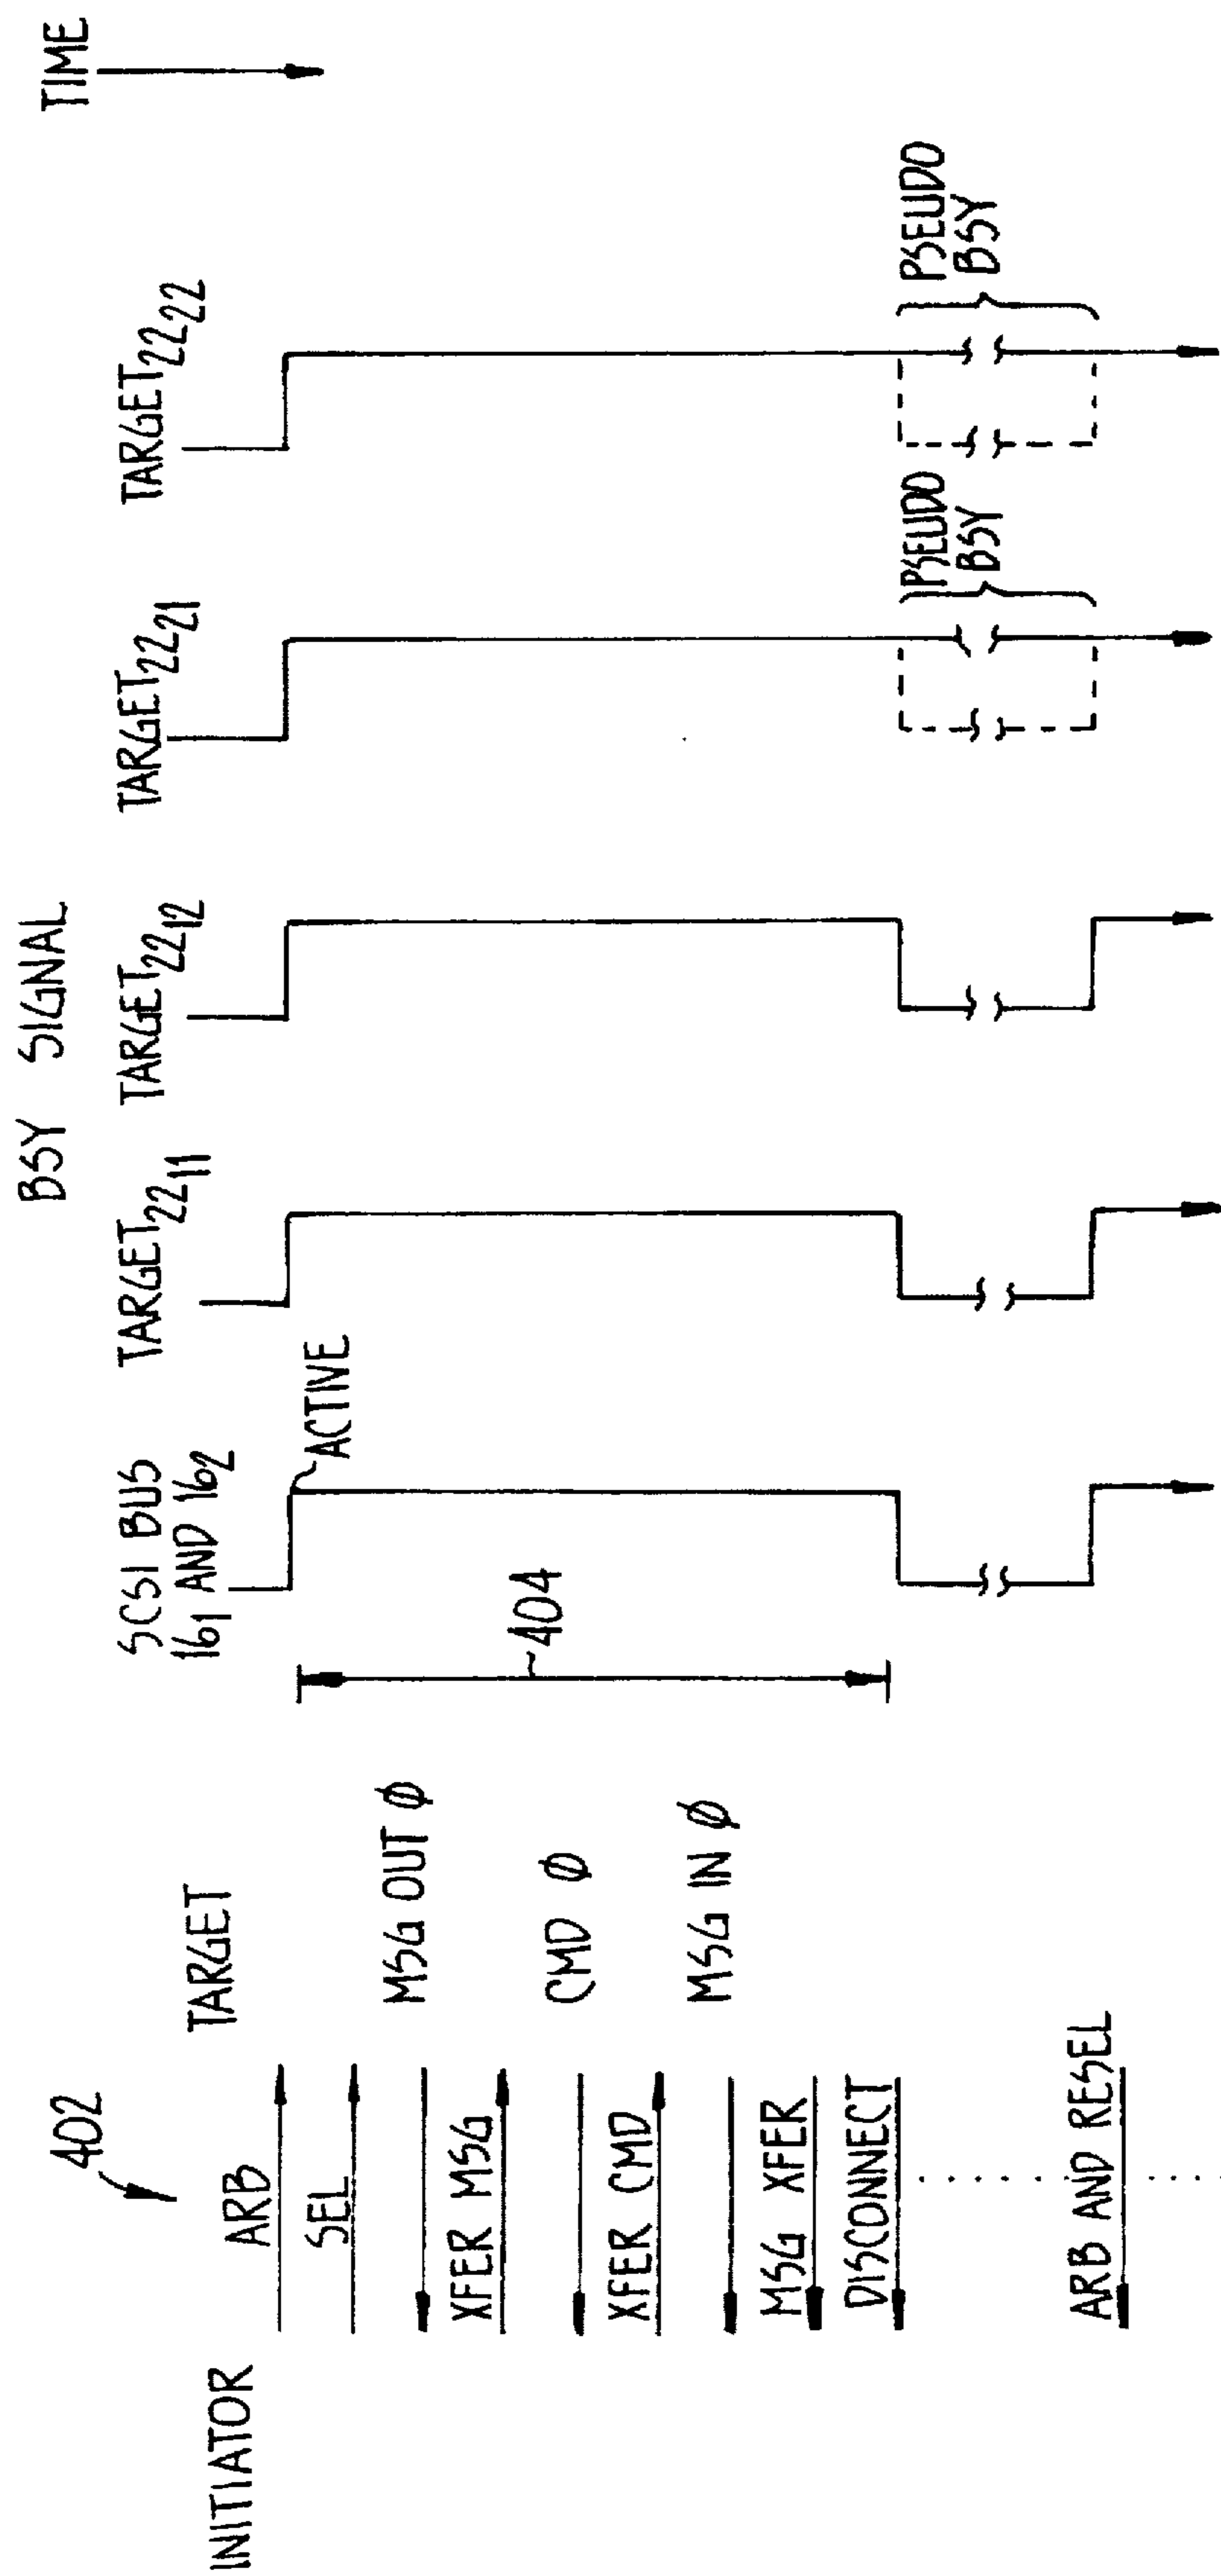 402
INITIATOR
TARGET
ARB
SEL
MSG OUT Ø
XFER MSG
CMD Ø
XFER CMD
MSG IN Ø
MSG XFER
DISCONNECT
ARB AND RESEL
404
BSY SIGNAL
SCSI BUS
16₁ AND 16₂
ACTIVE
TARGET22₁₁
TARGET22₁₂
TARGET22₂₁
TARGET22₂₂
PSEUDO
BSY
PSEUDO
BSY
TIME